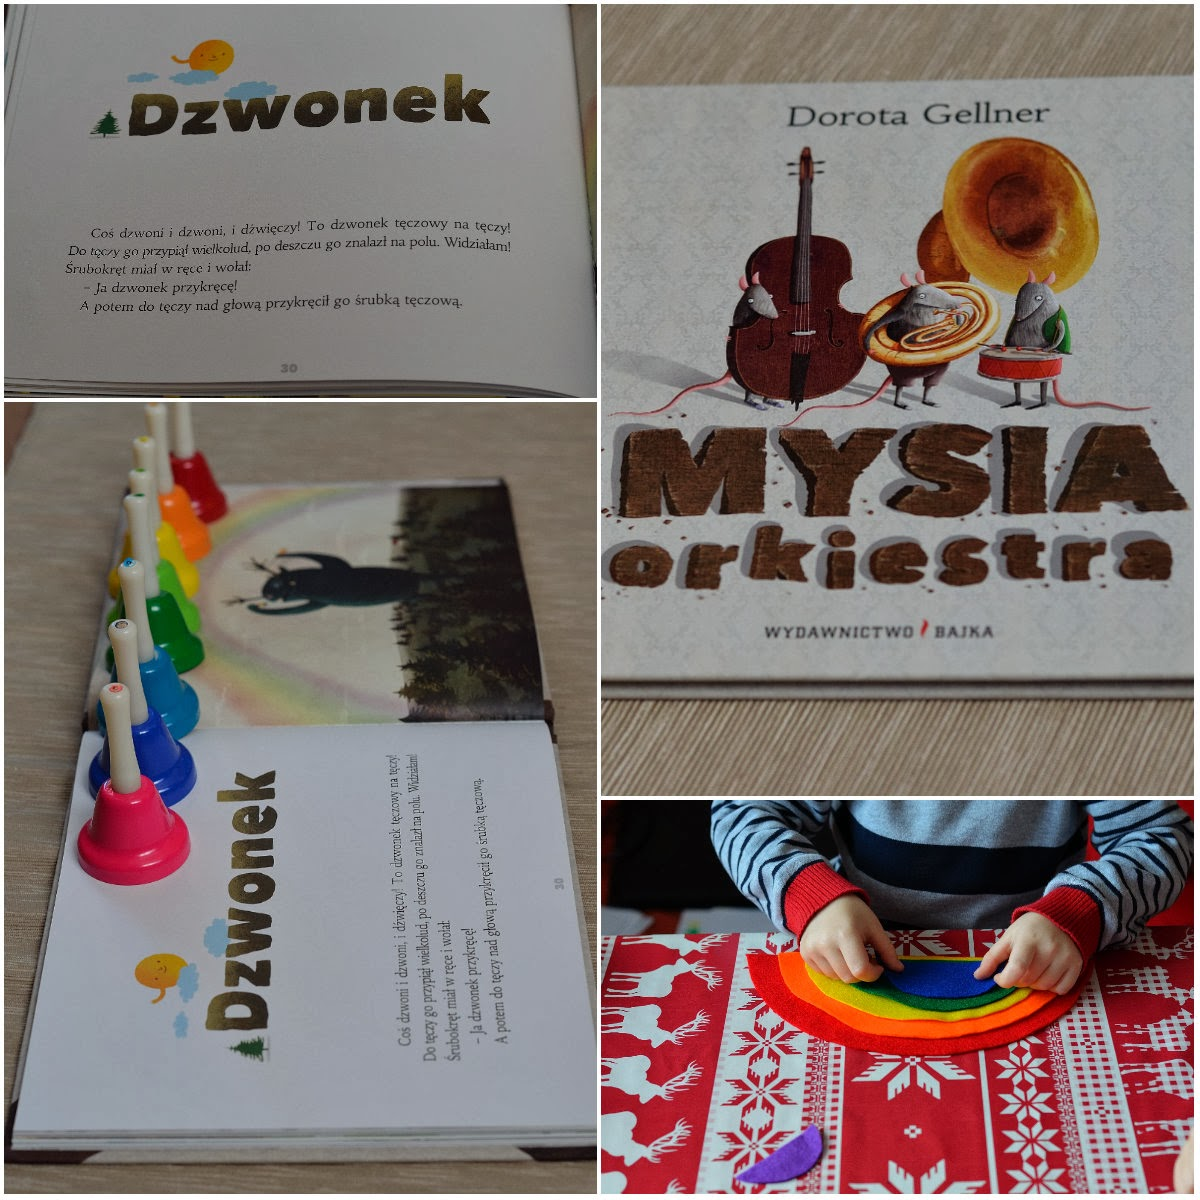 Dzwonek
Coś dzwoni i dzwoni, i dźwięczy! To dzwonek tęczowy na tęczy!
Do tęczy go przypiął wielkolud, po deszczu go znalazł na polu. Widziałam!
Śrubokręt miał w ręce i wołał:
– Ja dzwonek przykręcę!
A potem do tęczy nad głową przykręcił go śrubką tęczową.
30
Dorota Gellner
MYSIA
orkiestra
WYDAWNICTWO BAJKA
Dzwonek
Coś dzwoni i dzwoni, i dźwięczy! To dzwonek tęczowy na tęczy!
Do tęczy go przypiął wielkolud, po deszczu go znalazł na polu. Widziałam!
Śrubokręt miał w ręce i wołał:
– Ja dzwonek przykręcę!
A potem do tęczy nad głową przykręcił go śrubką tęczową.
30